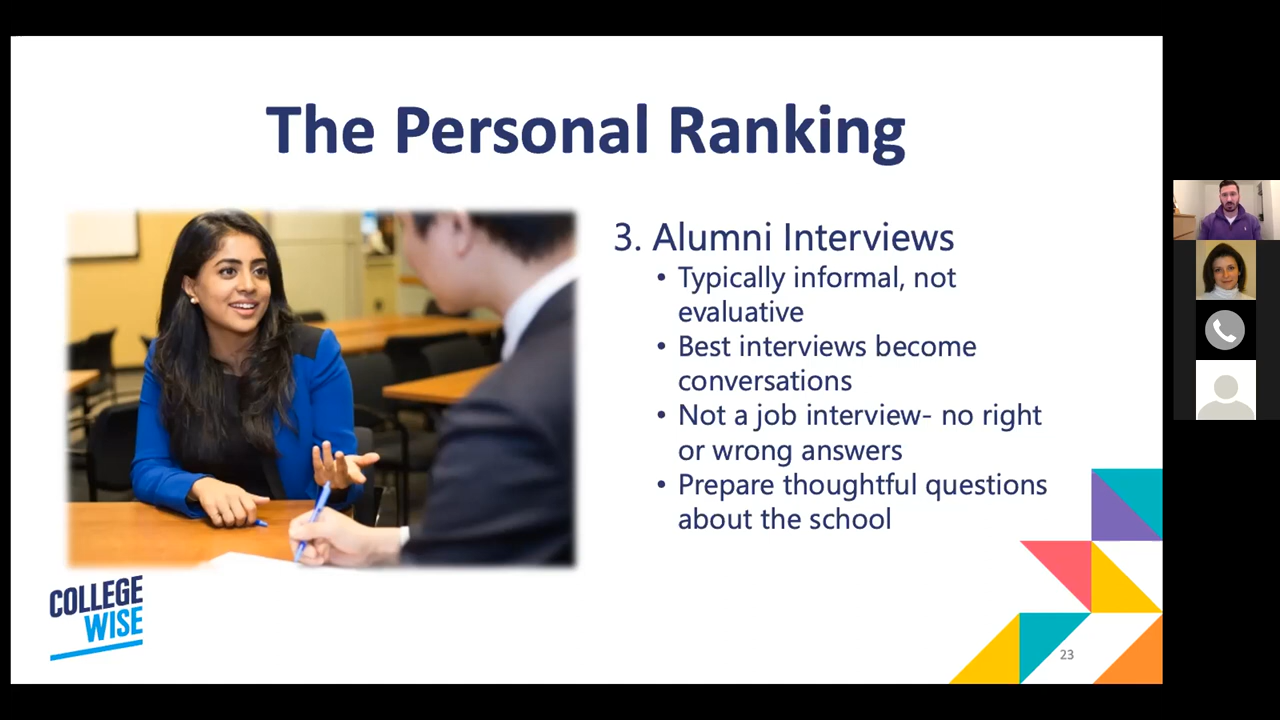 The Personal Ranking
3. Alumni Interviews
• Typically informal, not
evaluative
• Best interviews become
conversations
• Not a job interview- no right
or wrong answers
• Prepare thoughtful questions
about the school
COLLEGE
WISE
23